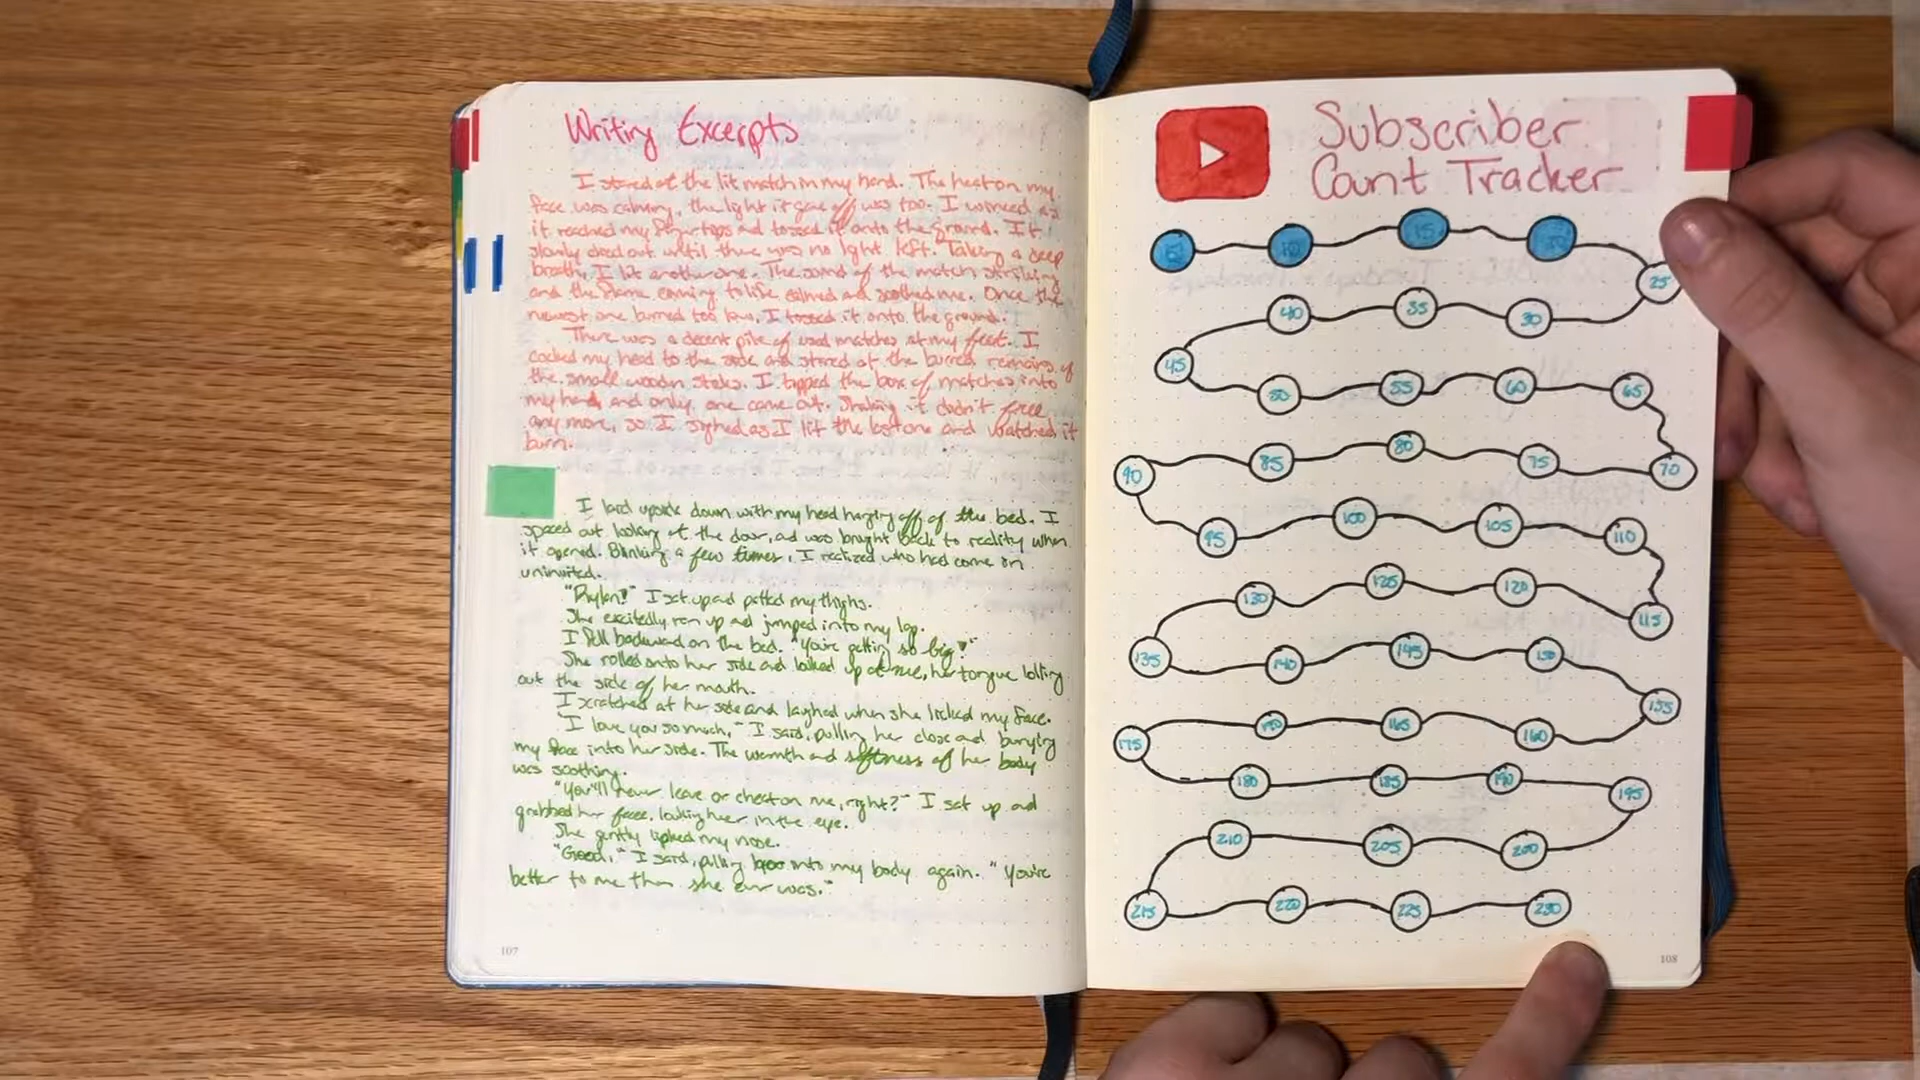 Writing Excerpts
I stared at the lit match in my hand. The heat on my
face was calming, the light it gave off was too. I waited as
it reached my fingertips and tossed it onto the ground. It
slowly died out until there was no light left. Taking a deep
breath, I lit another one. The sound of the match striking
and the flame coming to life calmed and soothed me. Once the
newest one burned too low, I tossed it onto the ground.
There was a decent pile of used matches at my feet. I
cocked my head to the side and stared at the burned remains of
the small wooden stakes. I tapped the box of matches into
my hand and only one came out. Shaking it didn't free
any more, so I sighed as I lit the last one and watched it
burn.
I laid upside down with my head hanging off of the bed. I
spaced out looking at the door, and was brought back to reality when
it opened. Blinking a few times, I realized who had come in
uninvited.
I sat up and patted my thighs.
She excitedly ran up and jumped into my lap.
I fell backward on the bed. "You're getting so big!"
She rolled onto her side and looked up at me, her tongue lolling
out the side of her mouth.
I scratched at her side and laughed when she licked my face.
"I love you so much," I said, pulling her close and burying
my face into her side. The warmth and softness of her body
was soothing.
"You'll never leave or cheat on me, right?" I sat up and
grabbed her face, looking her in the eye.
She gently licked my nose.
"Good," I said, pulling into my body again. "You're
better to me than she ever was."
107
Subscriber
Count Tracker
5 10 15 20
25
40 35 30
45
50 55 60 65
90 85 80 75 70
95 100 105 110
130 125 120 115
135 140 145 150
155
175 170 165 160
180 185 190 195
210 205 200
215 220 225 230
108